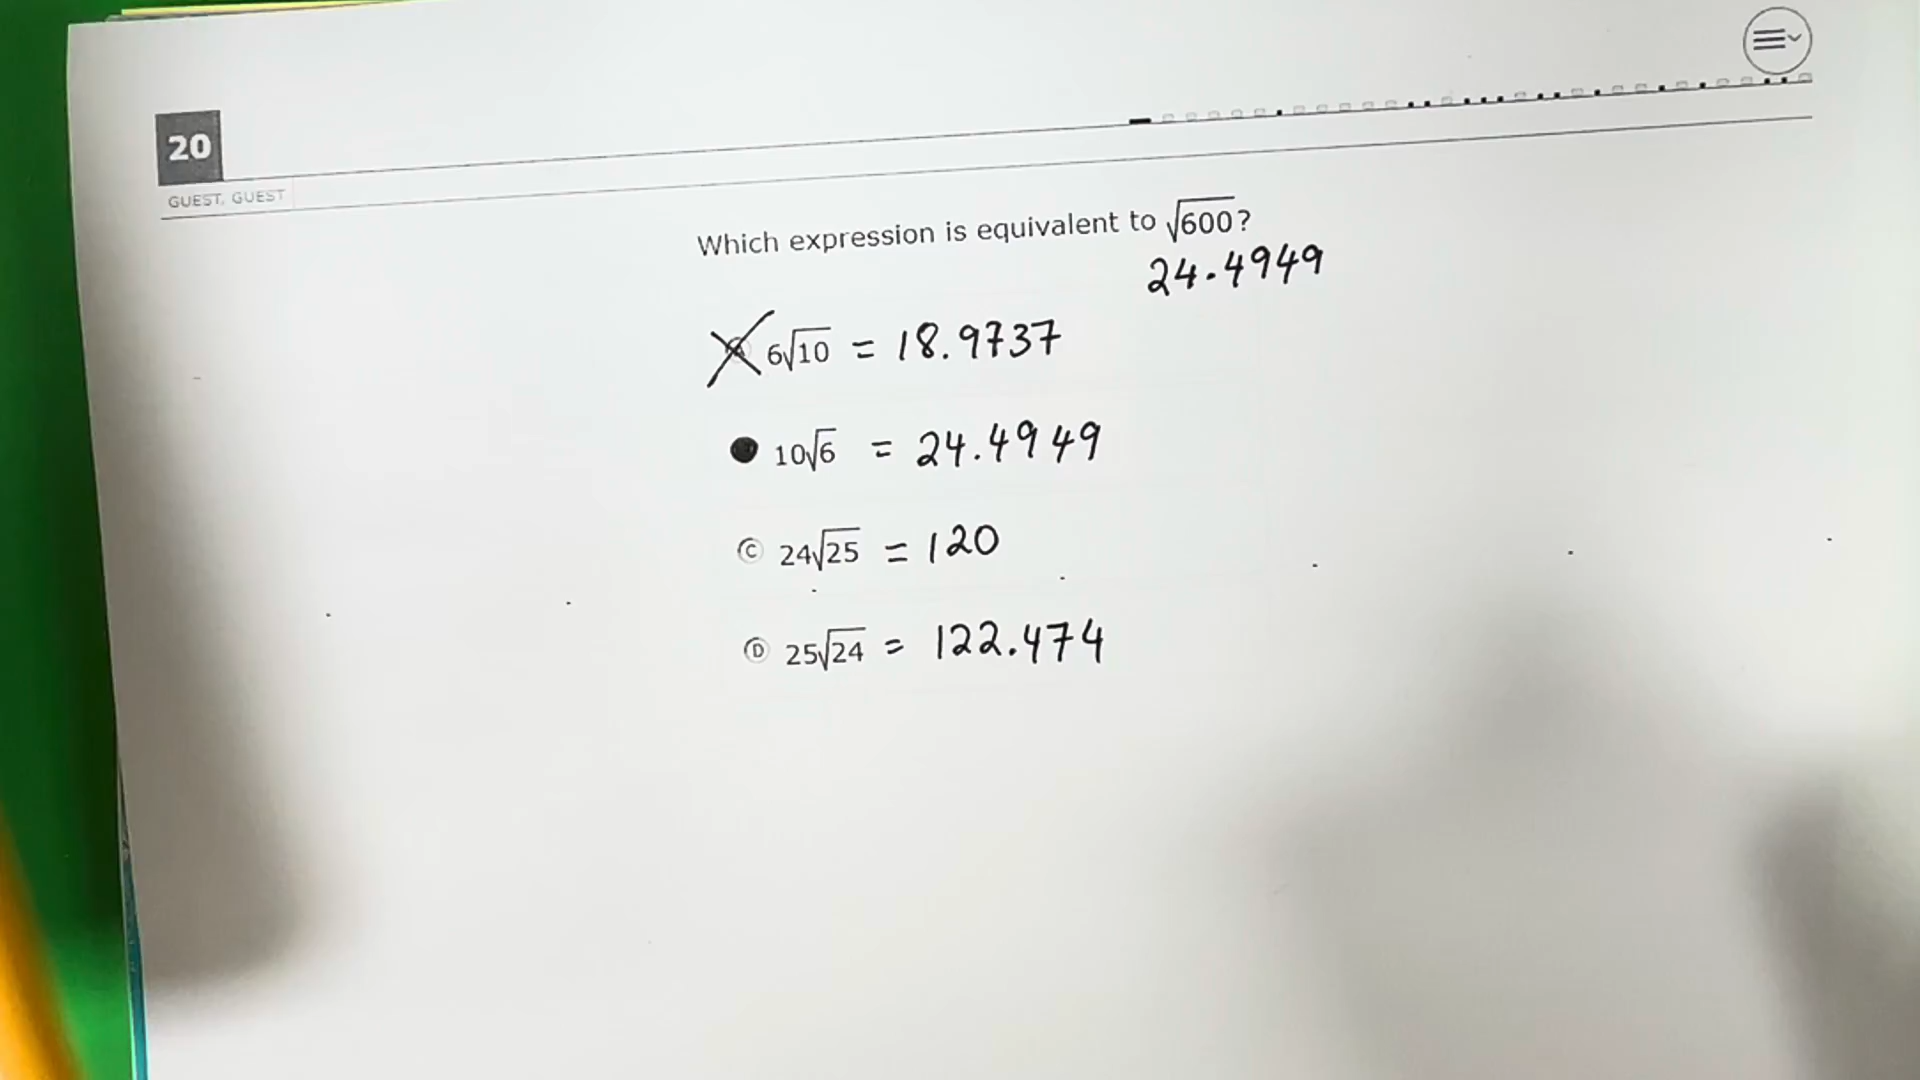 20
GUEST, GUEST
Which expression is equivalent to √600?
24.4949
6√10 = 18.9737
10√6 = 24.4949
Ⓒ 24√25 = 120
Ⓓ 25√24 = 122.474